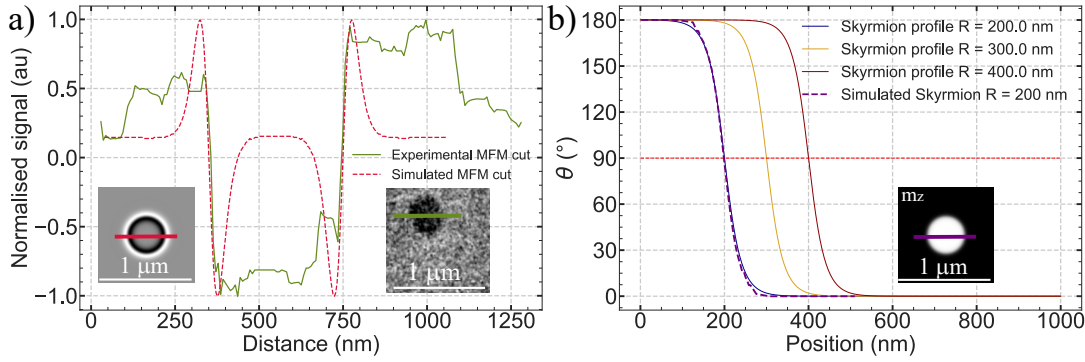 a)
Normalised signal (au)
1.0
0.5
0.0
−0.5
−1.0
Experimental MFM cut
Simulated MFM cut
1 μm
1 μm
0
250
500
750
1000
1250
Distance (nm)
b)
θ (°)
180
150
120
90
60
30
0
Skyrmion profile R = 200.0 nm
Skyrmion profile R = 300.0 nm
Skyrmion profile R = 400.0 nm
Simulated Skyrmion R = 200 nm
mz
1 μm
0
200
400
600
800
1000
Position (nm)